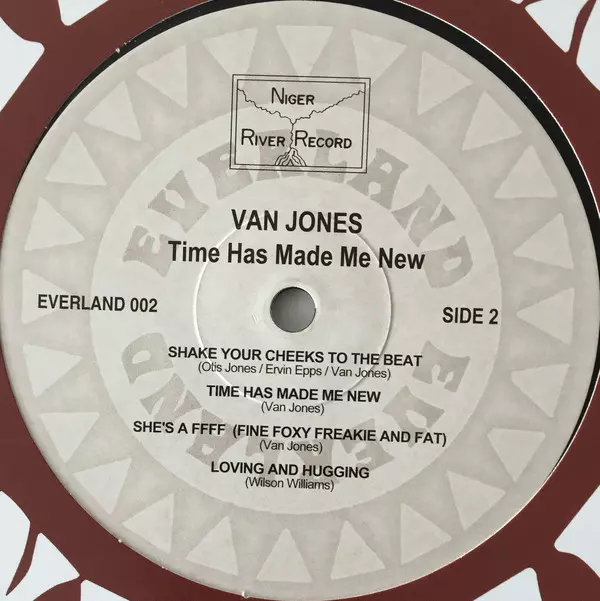 NIGER
RIVER RECORD
EVERLAND
VAN JONES
Time Has Made Me New
EVERLAND 002
SIDE 2
SHAKE YOUR CHEEKS TO THE BEAT
(Otis Jones / Ervin Epps / Van Jones)
TIME HAS MADE ME NEW
(Van Jones)
SHE'S A FFFF (FINE FOXY FREAKIE AND FAT)
(Van Jones)
LOVING AND HUGGING
(Wilson Williams)
EVERLAND